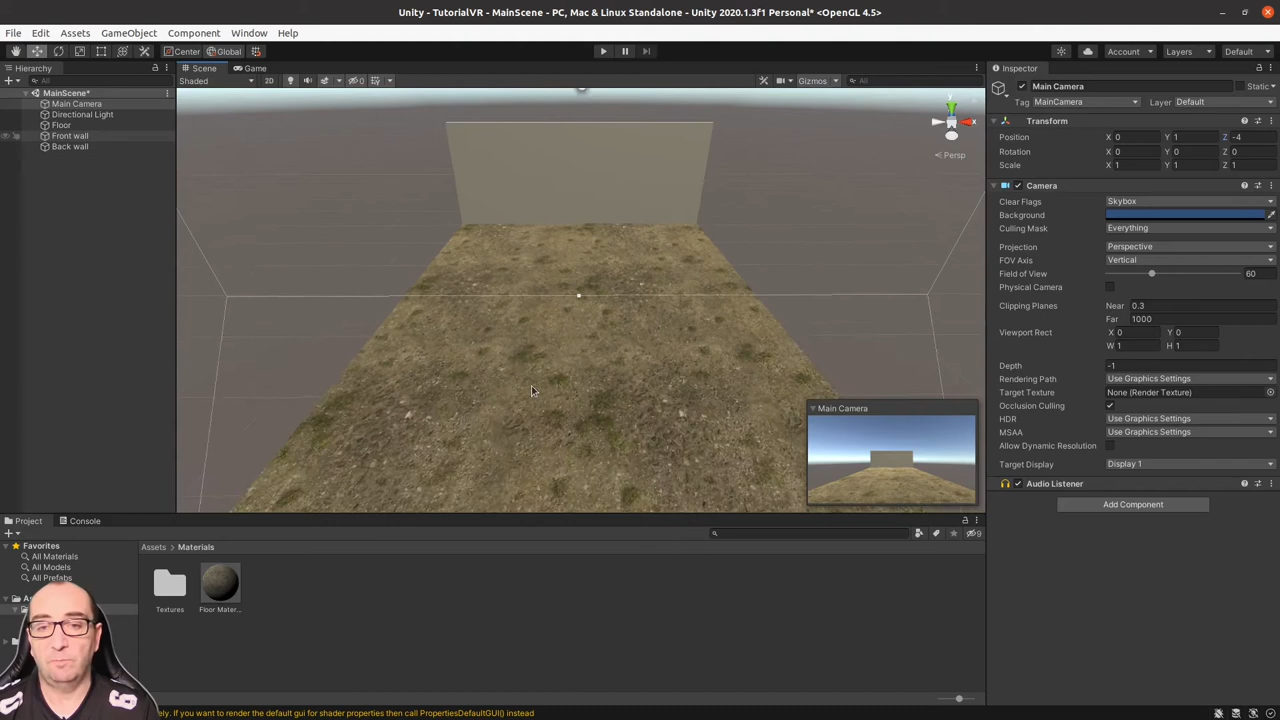 Unity - TutorialVR - MainScene - PC, Mac & Linux Standalone - Unity 2020.1.3f1 Personal* <OpenGL 4.5>
File Edit Assets GameObject Component Window Help
Center Global Account Layers Default
Hierarchy
All
MainScene*
Main Camera
Directional Light
Floor
Front wall
Back wall
Scene Game
Shaded 2D Gizmos All
y
x
Persp
Main Camera
Inspector
Main Camera Static
Tag MainCamera Layer Default
Transform
Position X 0 Y 1 Z -4
Rotation X 0 Y 0 Z 0
Scale X 1 Y 1 Z 1
Camera
Clear Flags Skybox
Background
Culling Mask Everything
Projection Perspective
FOV Axis Vertical
Field of View 60
Physical Camera
Clipping Planes Near 0.3
Far 1000
Viewport Rect X 0 Y 0
W 1 H 1
Depth -1
Rendering Path Use Graphics Settings
Target Texture None (Render Texture)
Occlusion Culling
HDR Use Graphics Settings
MSAA Use Graphics Settings
Allow Dynamic Resolution
Target Display Display 1
Audio Listener
Add Component
Project Console
9
Favorites
All Materials
All Models
All Prefabs
Assets > Materials
Textures
Floor Mater...
ely. If you want to render the default gui for shader properties then call PropertiesDefaultGUI() instead